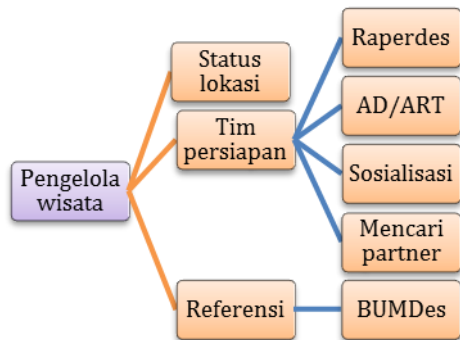 Pengelola
wisata
Status
lokasi
Tim
persiapan
Raperdes
AD/ART
Sosialisasi
Mencari
partner
Referensi
BUMDes